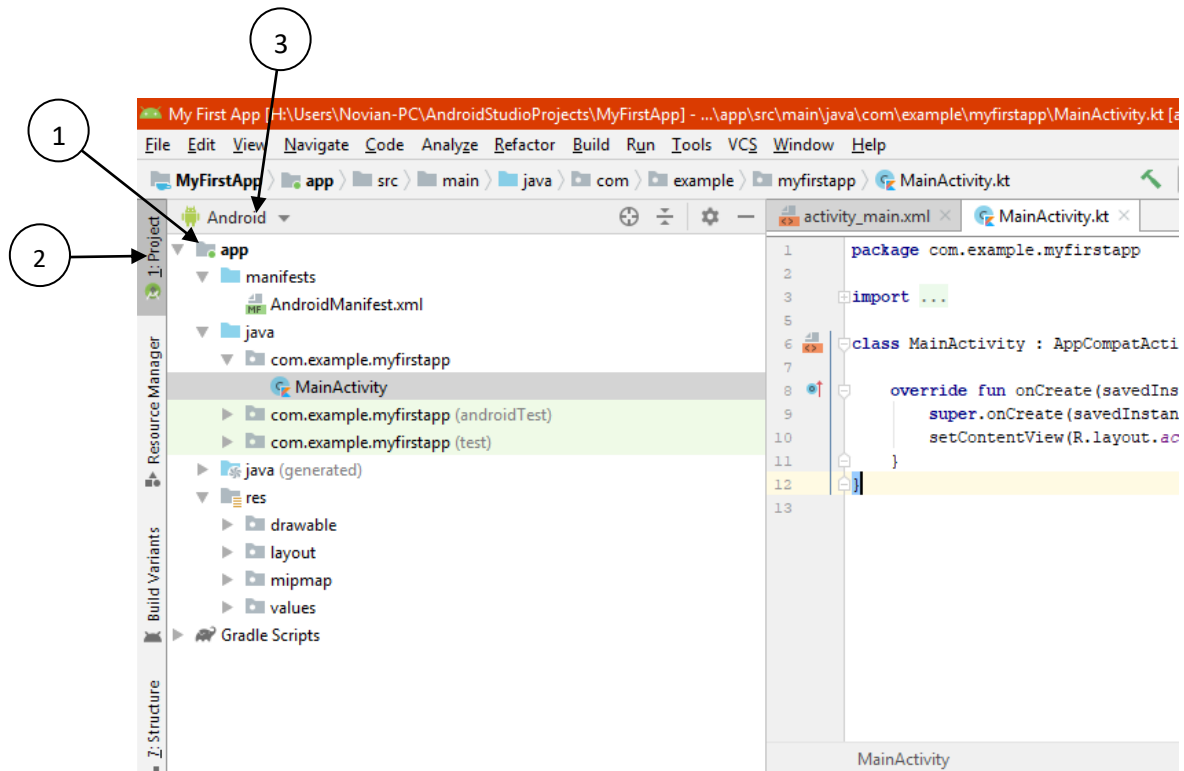 3
1
2
My First App [H:\Users\Novian-PC\AndroidStudioProjects\MyFirstApp] - ...\app\src\main\java\com\example\myfirstapp\MainActivity.kt [a
File Edit View Navigate Code Analyze Refactor Build Run Tools VCS Window Help
MyFirstApp app src main java com example myfirstapp MainActivity.kt
1: Project
Resource Manager
Build Variants
7: Structure
Android
app
manifests
MF AndroidManifest.xml
java
com.example.myfirstapp
MainActivity
com.example.myfirstapp (androidTest)
com.example.myfirstapp (test)
java (generated)
res
drawable
layout
mipmap
values
Gradle Scripts
activity_main.xml MainActivity.kt
1 package com.example.myfirstapp
2
3 import ...
5
6 class MainActivity : AppCompatActi
7
8 override fun onCreate(savedIns
9 super.onCreate(savedInstan
10 setContentView(R.layout.ac
11 }
12 }
13
MainActivity